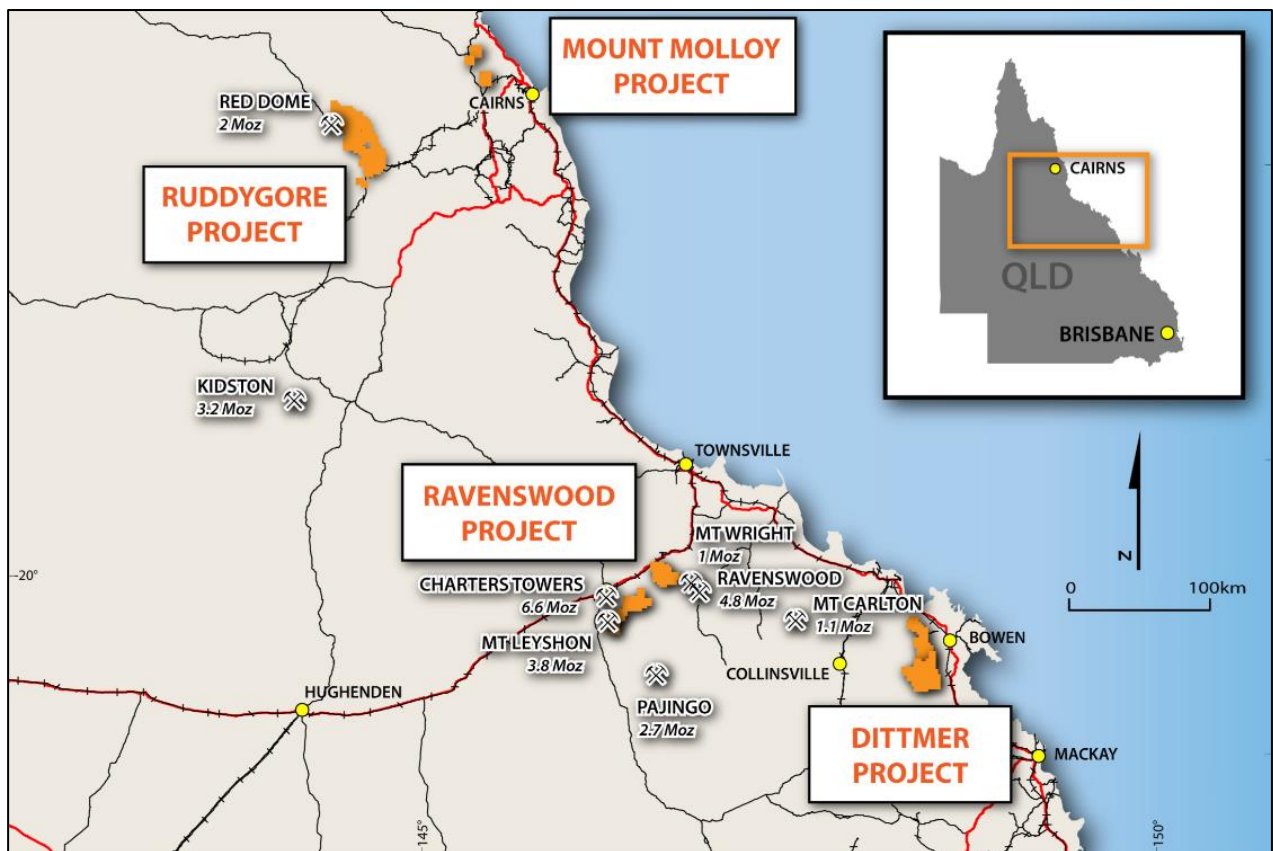 MOUNT MOLLOY
PROJECT
RED DOME
2 Moz
CAIRNS
RUDDYGORE
PROJECT
CAIRNS
QLD
BRISBANE
KIDSTON
3.2 Moz
TOWNSVILLE
N
RAVENSWOOD
PROJECT
MT WRIGHT
1 Moz
20°
CHARTERS TOWERS
6.6 Moz
RAVENSWOOD
4.8 Moz
0 100km
MT CARLTON
1.1 Moz
MT LEYSHON
3.8 Moz
BOWEN
COLLINSVILLE
HUGHENDEN
PAJINGO
2.7 Moz
DITTMER
PROJECT
MACKAY
145°
150°